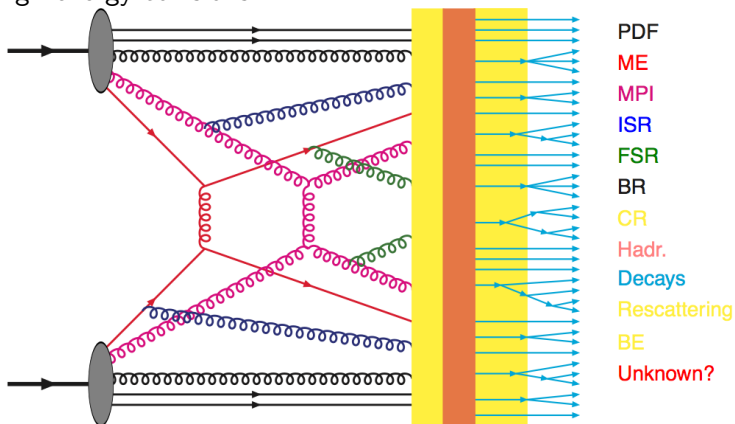 PDF
ME
MPI
ISR
FSR
BR
CR
Hadr.
Decays
Rescattering
BE
Unknown?